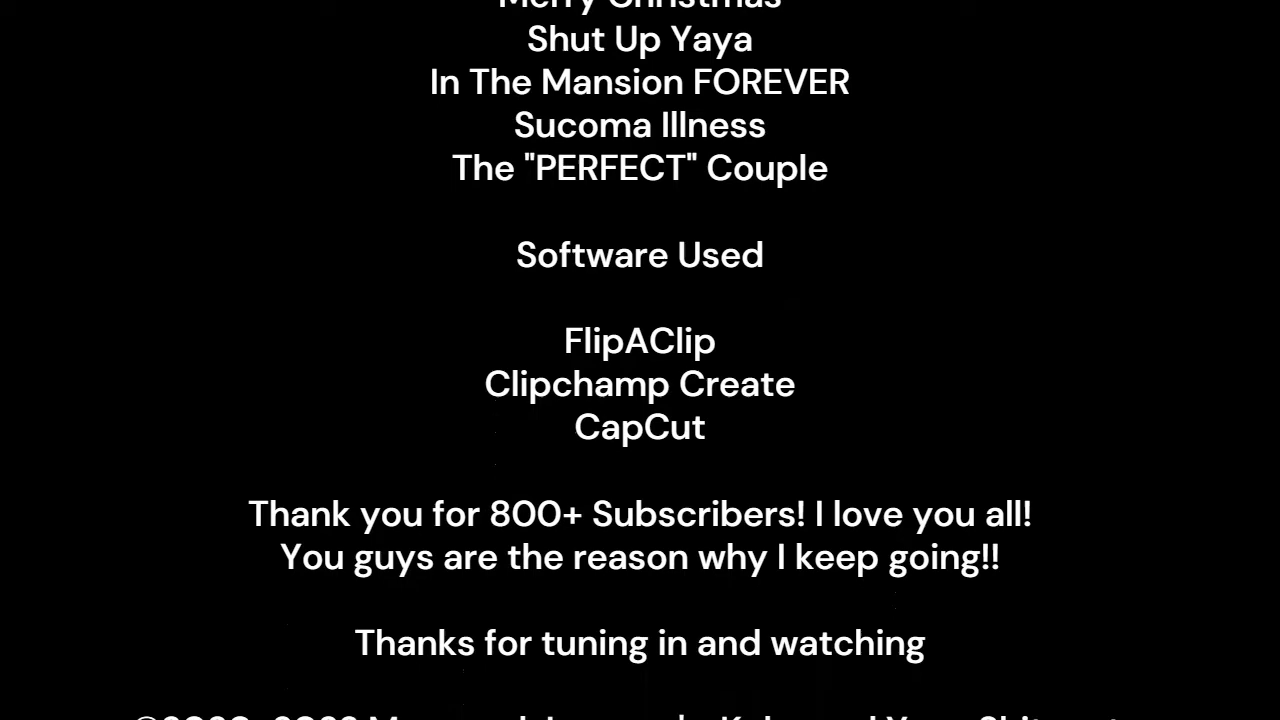 Merry Christmas
Shut Up Yaya
In The Mansion FOREVER
Sucoma Illness
The "PERFECT" Couple
Software Used
FlipAClip
Clipchamp Create
CapCut
Thank you for 800+ Subscribers! I love you all!
You guys are the reason why I keep going!!
Thanks for tuning in and watching